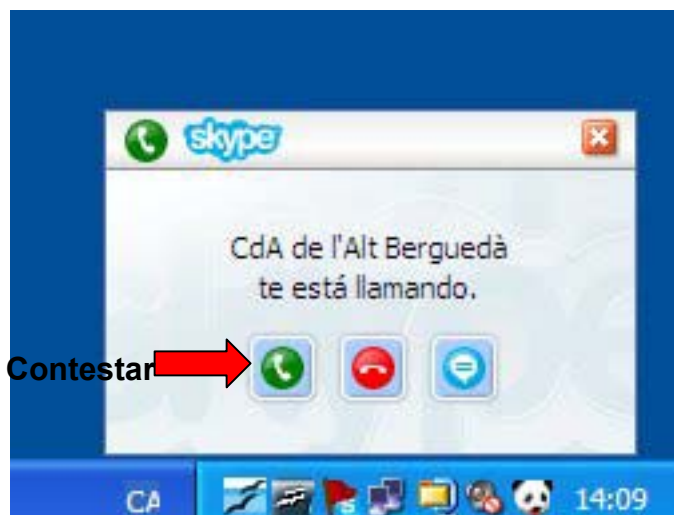 skype
CdA de l'Alt Berguedà
te está llamando.
Contestar
CA
14:09